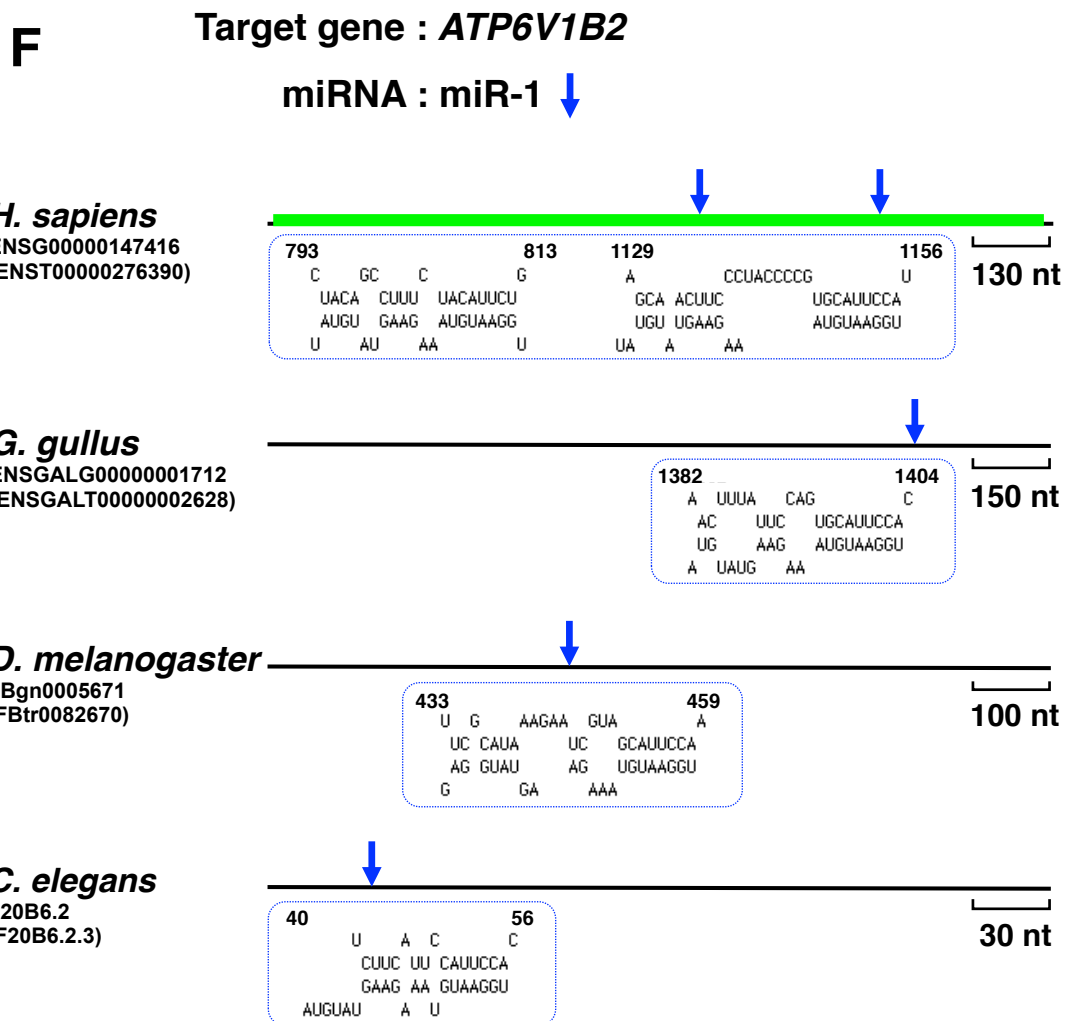 F
Target gene : ATP6V1B2
miRNA : miR-1
H. sapiens
ENSG00000147416
ENST00000276390)
793 813 1129 1156
C GC C G A CCUACCCCG U
UACA CUUU UACAUUCU GCA ACUUC UGCAUUCCA
AUGU GAAG AUGUAAGG UGU UGAAG AUGUAAGGU
U AU AA U UA A AA
130 nt
G. gullus
ENSGALG00000001712
ENSGALT00000002628)
1382 1404
A UUUA CAG C
AC UUC UGCAUUCCA
UG AAG AUGUAAGGU
A UAUG AA
150 nt
D. melanogaster
Bgn0005671
FBtr0082670)
433 459
U G AAGAA GUA A
UC CAUA UC GCAUUCCA
AG GUAU AG UGUAAGGU
G GA AAA
100 nt
C. elegans
20B6.2
F20B6.2.3)
40 56
U A C C
CUUC UU CAUUCCA
GAAG AA GUAAGGU
AUGUAU A U
30 nt